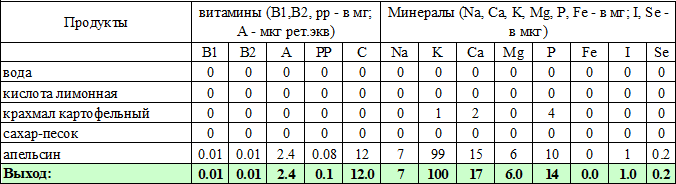 Продукты витамины (B1,B2, pp - в мг; А - мкг рет.экв) Минералы (Na, Ca, K, Mg, P, Fe - в мг; I, Se - в мкг)
B1 B2 A PP C Na K Ca Mg P Fe I Se
вода 0 0 0 0 0 0 0 0 0 0 0 0 0
кислота лимонная 0 0 0 0 0 0 0 0 0 0 0 0 0
крахмал картофельный 0 0 0 0 0 0 1 2 0 4 0 0 0
сахар-песок 0 0 0 0 0 0 0 0 0 0 0 0 0
апельсин 0.01 0.01 2.4 0.08 12 7 99 15 6 10 0 1 0.2
Выход: 0.01 0.01 2.4 0.1 12.0 7 100 17 6.0 14 0.0 1.0 0.2